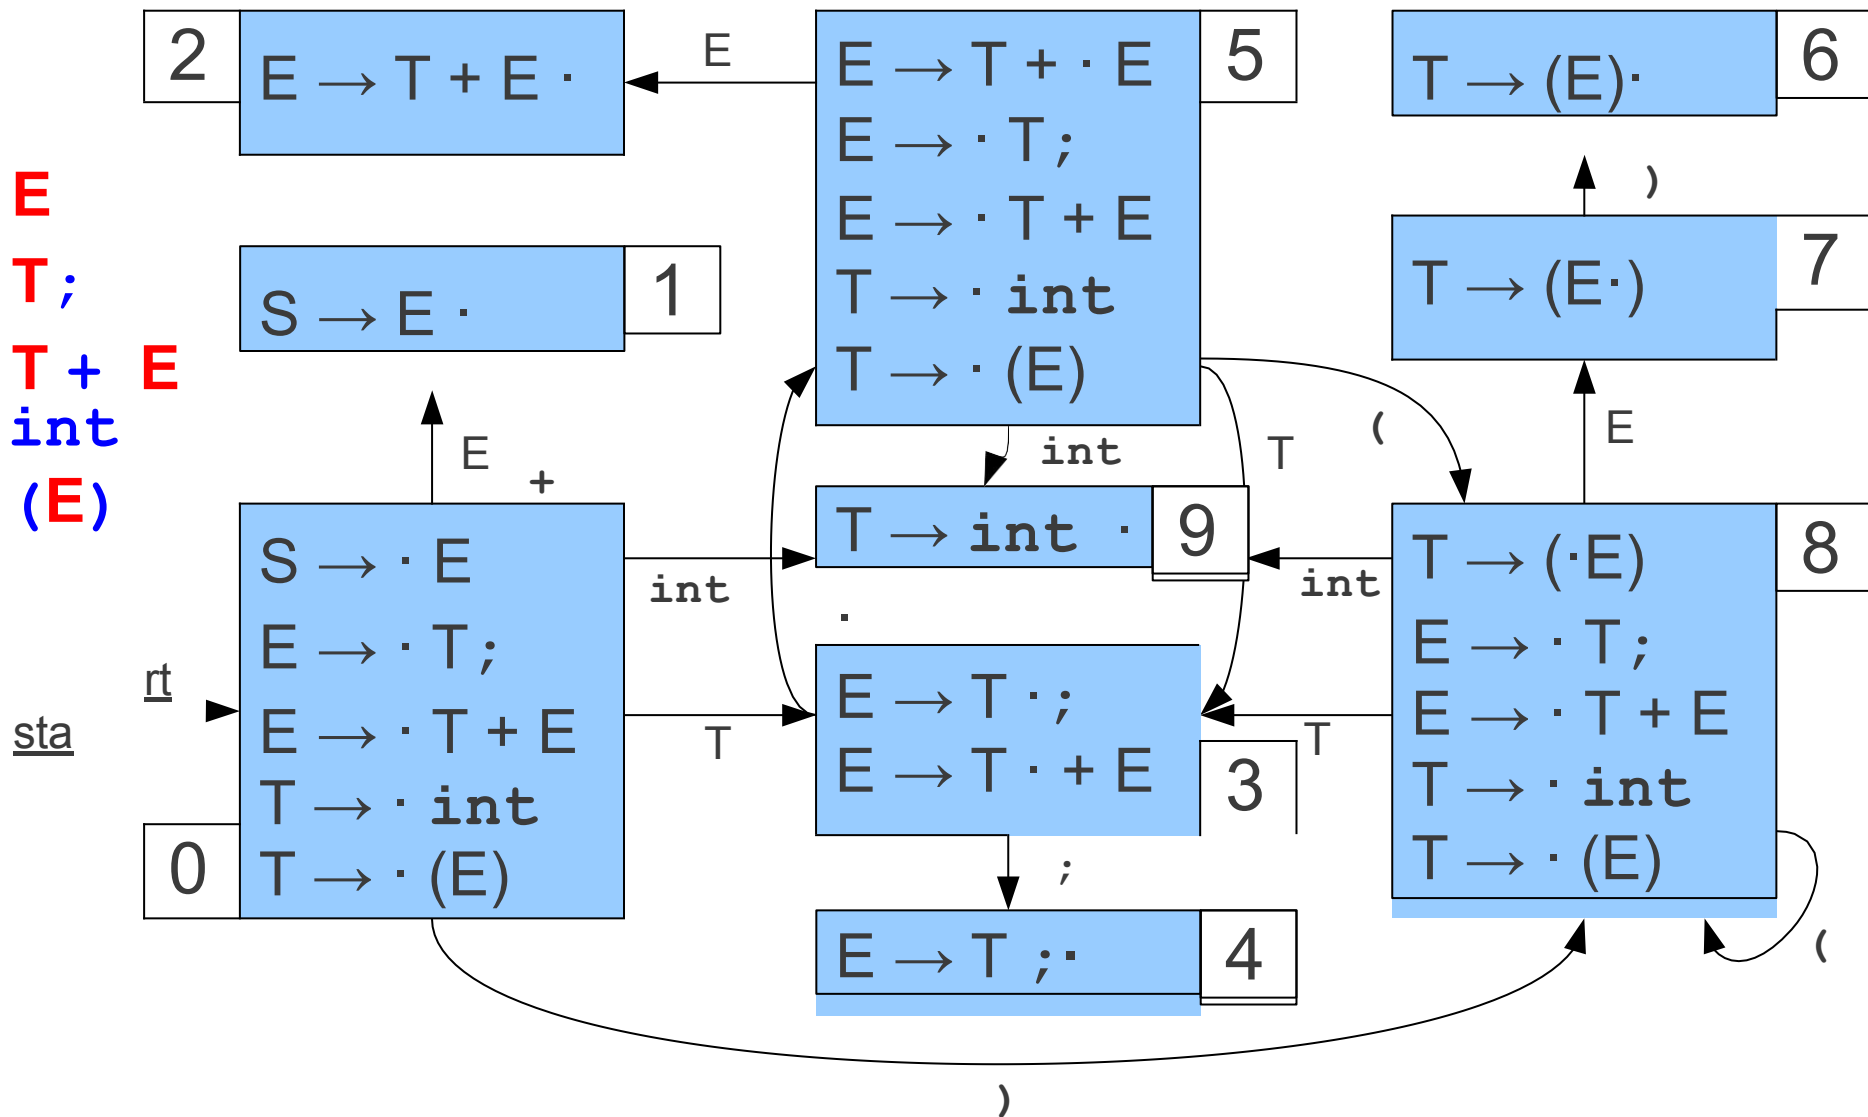 E
T ;
T + E
int
(E)
sta
rt
2
E → T + E ·
E
5
E → T + · E
E → · T ;
E → · T + E
T → · int
T → · (E)
6
T → (E)·
)
7
T → (E·)
1
S → E ·
E
+
int
T
(
E
0
S → · E
E → · T ;
E → · T + E
T → · int
T → · (E)
int
T
9
T → int ·
·
3
E → T · ;
E → T · + E
;
4
E → T ; ·
int
T
8
T → (·E)
E → · T ;
E → · T + E
T → · int
T → · (E)
(
)